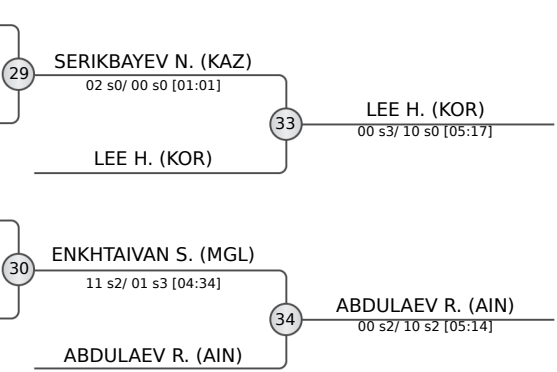 SERIKBAYEV N. (KAZ)
29
02 s0/ 00 s0 [01:01]
LEE H. (KOR)
33
00 s3/ 10 s0 [05:17]
LEE H. (KOR)
ENKHTAIVAN S. (MGL)
30
11 s2/ 01 s3 [04:34]
ABDULAEV R. (AIN)
34
00 s2/ 10 s2 [05:14]
ABDULAEV R. (AIN)